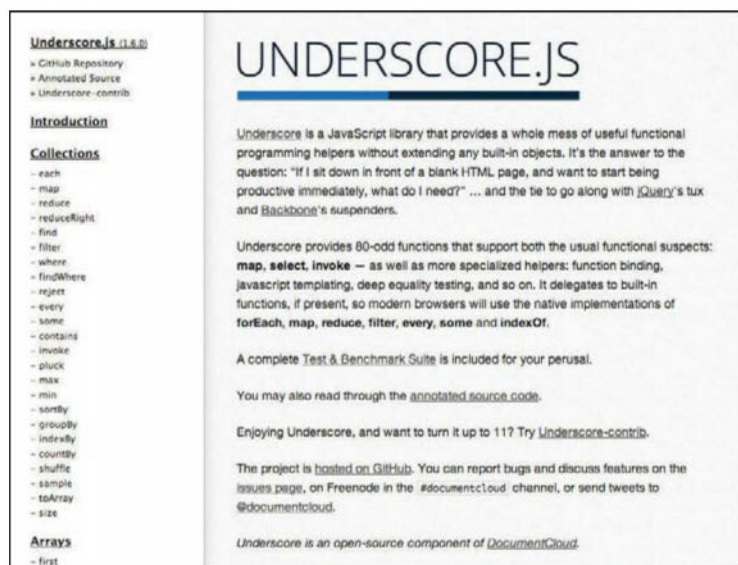 Underscore.js (1.6.0)
» GitHub Repository
» Annotated Source
» Underscore-contrib
Introduction
Collections
- each
- map
- reduce
- reduceRight
- find
- filter
- where
- findWhere
- reject
- every
- some
- contains
- invoke
- pluck
- max
- min
- sortBy
- groupBy
- indexBy
- countBy
- shuffle
- sample
- toArray
- size
Arrays
- first
UNDERSCORE.JS
Underscore is a JavaScript library that provides a whole mess of useful functional
programming helpers without extending any built-in objects. It's the answer to the
question: "If I sit down in front of a blank HTML page, and want to start being
productive immediately, what do I need?" ... and the tie to go along with jQuery's tux
and Backbone's suspenders.
Underscore provides 80-odd functions that support both the usual functional suspects:
map, select, invoke — as well as more specialized helpers: function binding,
javascript templating, deep equality testing, and so on. It delegates to built-in
functions, if present, so modern browsers will use the native implementations of
forEach, map, reduce, filter, every, some and indexOf.
A complete Test & Benchmark Suite is included for your perusal.
You may also read through the annotated source code.
Enjoying Underscore, and want to turn it up to 11? Try Underscore-contrib.
The project is hosted on GitHub. You can report bugs and discuss features on the
issues page, on Freenode in the #documentcloud channel, or send tweets to
@documentcloud.
Underscore is an open-source component of DocumentCloud.